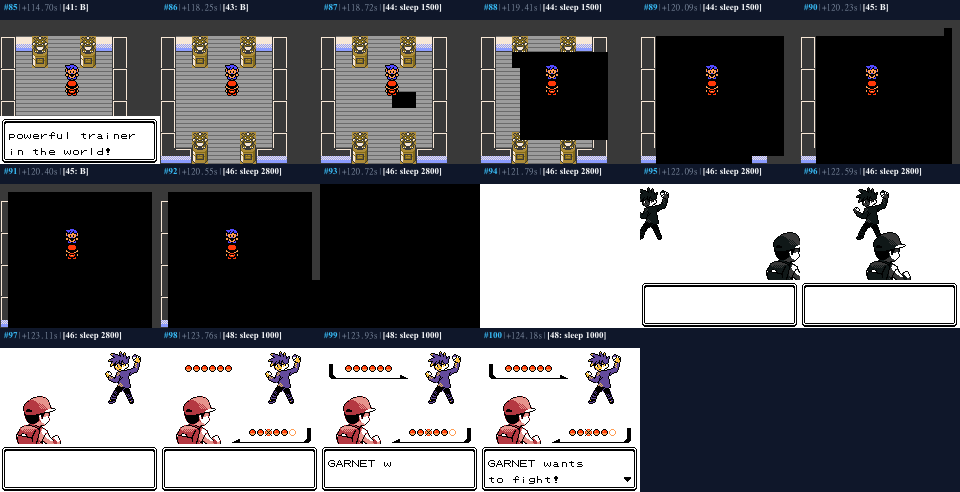 #85 | +114.70s | [41: B]
#86 | +118.25s | [43: B]
#87 | +118.72s | [44: sleep 1500]
#88 | +119.41s | [44: sleep 1500]
#89 | +120.09s | [44: sleep 1500]
#90 | +120.23s | [45: B]
powerful trainer
in the world!
#91 | +120.40s | [45: B]
#92 | +120.55s | [46: sleep 2800]
#93 | +120.72s | [46: sleep 2800]
#94 | +121.79s | [46: sleep 2800]
#95 | +122.09s | [46: sleep 2800]
#96 | +122.59s | [46: sleep 2800]
#97 | +123.11s | [46: sleep 2800]
#98 | +123.76s | [48: sleep 1000]
#99 | +123.93s | [48: sleep 1000]
#100 | +124.18s | [48: sleep 1000]
GARNET w
GARNET wants
to fight!